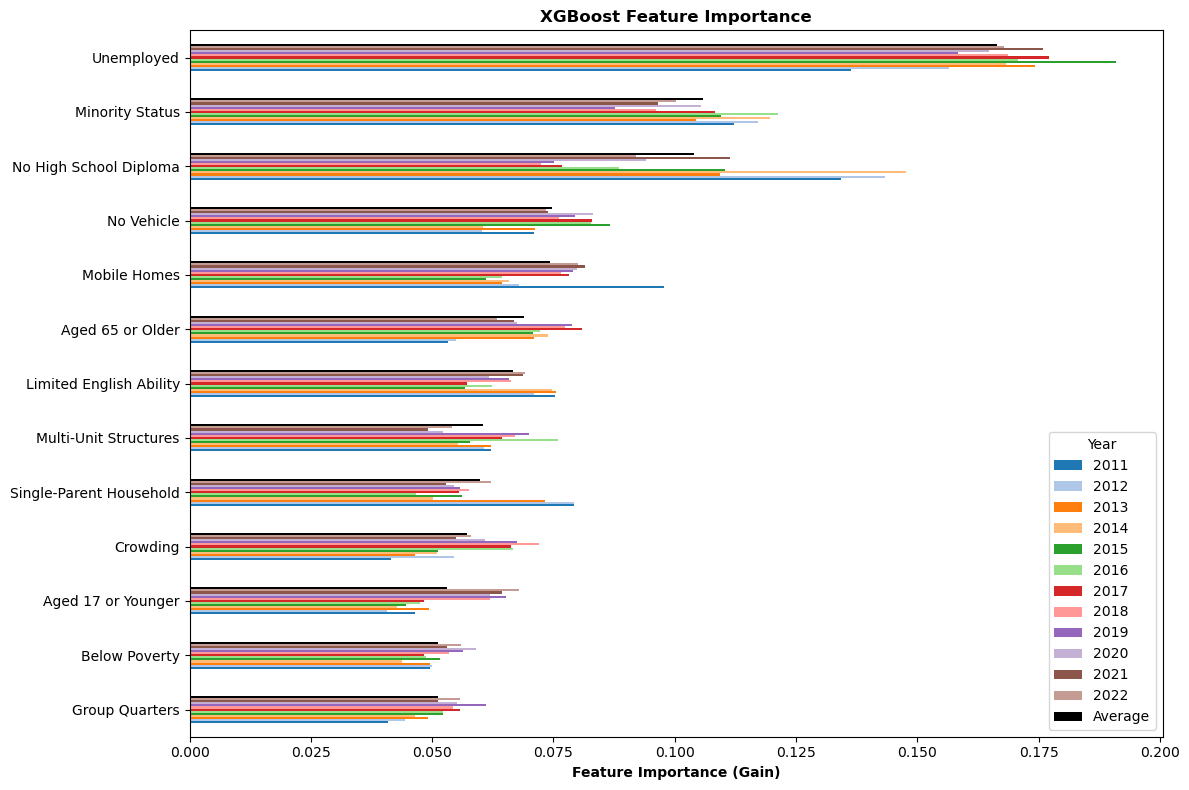 XGBoost Feature Importance
Unemployed
Minority Status
No High School Diploma
No Vehicle
Mobile Homes
Aged 65 or Older
Limited English Ability
Multi-Unit Structures
Single-Parent Household
Crowding
Aged 17 or Younger
Below Poverty
Group Quarters
Year
2011
2012
2013
2014
2015
2016
2017
2018
2019
2020
2021
2022
Average
0.000 0.025 0.050 0.075 0.100 0.125 0.150 0.175 0.200
Feature Importance (Gain)